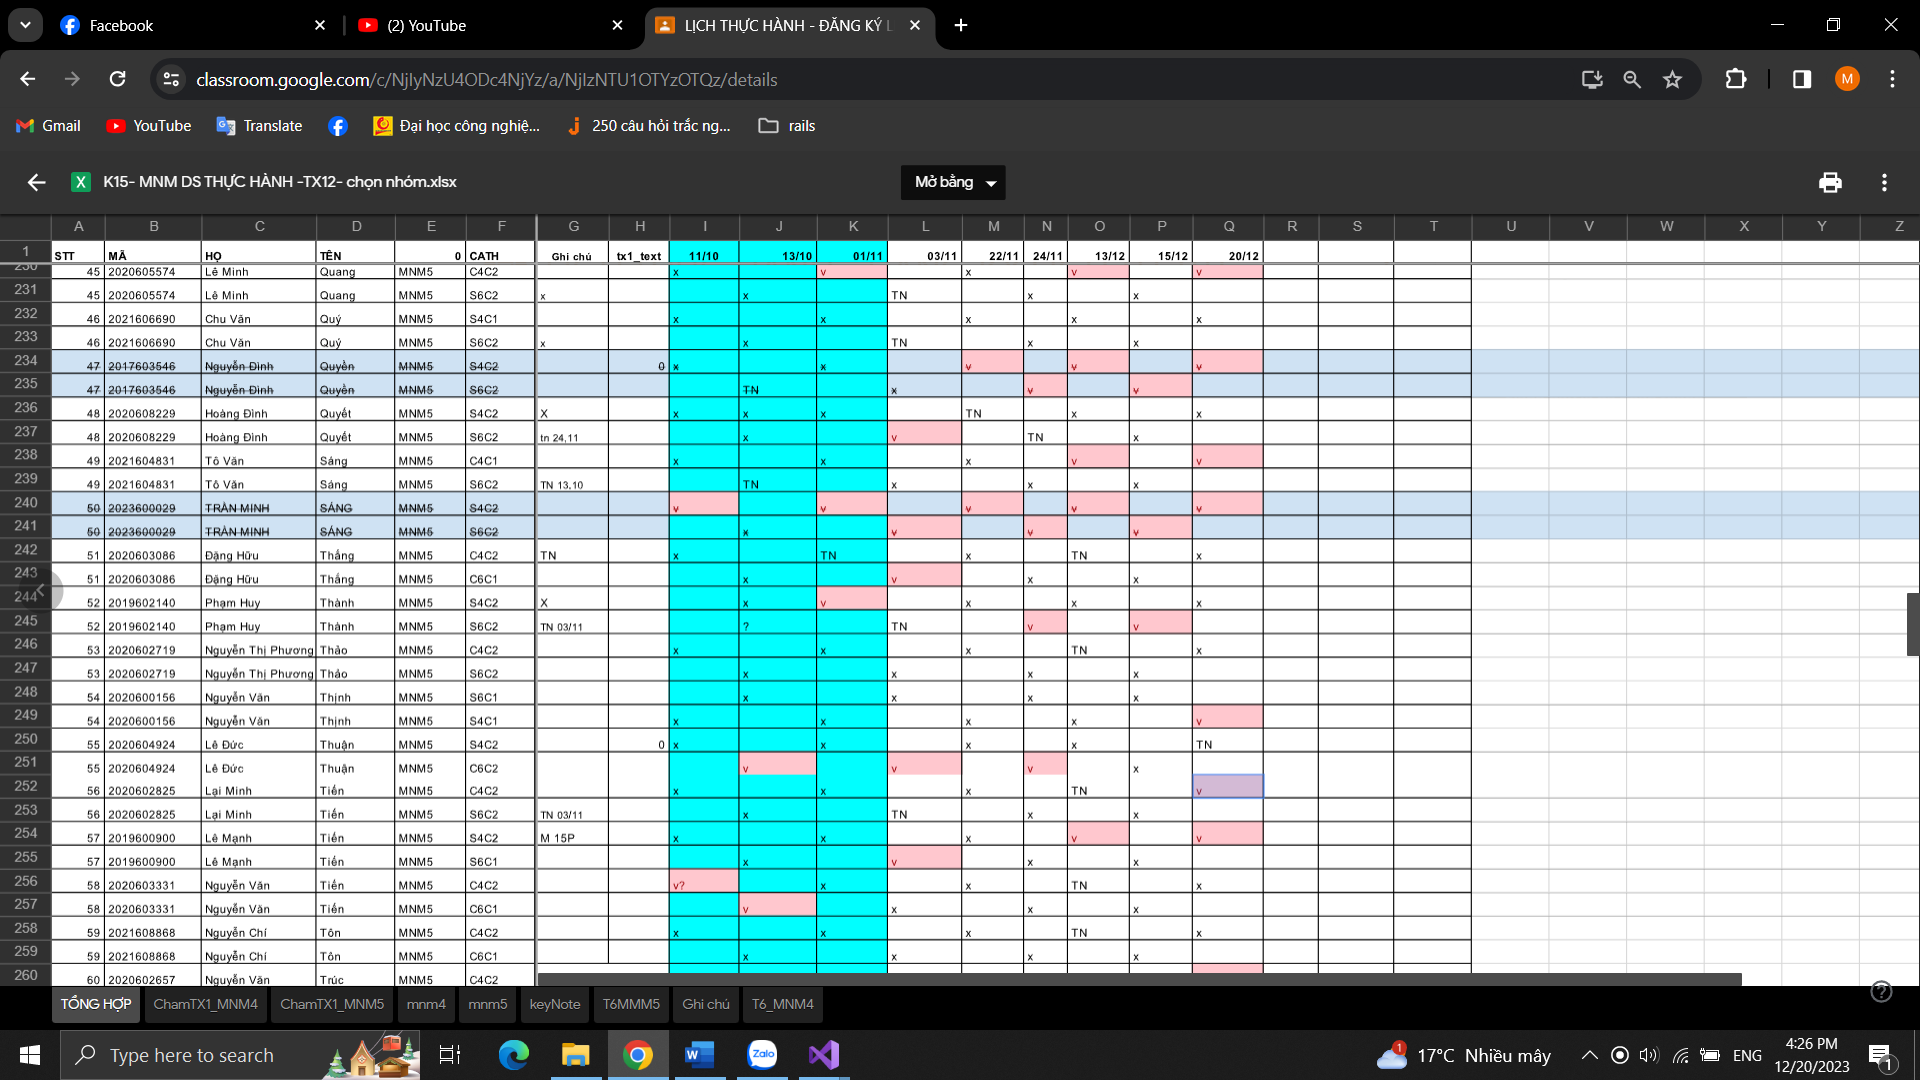 Facebook
(2) YouTube
LỊCH THỰC HÀNH - ĐĂNG KÝ L
classroom.google.com/c/NjIyNzU4ODc4NjYz/a/NjIzNTU1OTYzOTQz/details
M
Gmail YouTube Translate Đại học công nghiệ... 250 câu hỏi trắc ng... rails
K15- MNM DS THỰC HÀNH -TX12- chọn nhóm.xlsx
Mở bằng
A B C D E F G H I J K L M N O P Q R S T U V W X Y Z
1 STT MÃ HỌ TÊN 0 CATH Ghi chú tx1_text 11/10 13/10 01/11 03/11 22/11 24/11 13/12 15/12 20/12
230 45 2020605574 Lê Minh Quang MNM5 C4C2 x v x v v
231 45 2020605574 Lê Minh Quang MNM5 S6C2 x x TN x x
232 46 2021606690 Chu Văn Quý MNM5 S4C1 x x x x x
233 46 2021606690 Chu Văn Quý MNM5 S6C2 x x TN x x
234 47 2017603546 Nguyễn Đình Quyền MNM5 S4C2 0 x x v v v
235 47 2017603546 Nguyễn Đình Quyền MNM5 S6C2 TN x v v
236 48 2020608229 Hoàng Đình Quyết MNM5 S4C2 X x x x TN x x
237 48 2020608229 Hoàng Đình Quyết MNM5 S6C2 tn 24,11 x v TN x
238 49 2021604831 Tô Văn Sáng MNM5 C4C1 x x x v v
239 49 2021604831 Tô Văn Sáng MNM5 S6C2 TN 13,10 TN x x x
240 50 2023600029 TRẦN MINH SÁNG MNM5 S4C2 v v v v v
241 50 2023600029 TRẦN MINH SÁNG MNM5 S6C2 x v v v
242 51 2020603086 Đặng Hữu Thắng MNM5 C4C2 TN x TN x TN x
243 51 2020603086 Đặng Hữu Thắng MNM5 C6C1 x v x x
244 52 2019602140 Phạm Huy Thành MNM5 S4C2 X x v x x x
245 52 2019602140 Phạm Huy Thành MNM5 S6C2 TN 03/11 ? TN v v
246 53 2020602719 Nguyễn Thị Phương Thảo MNM5 C4C2 x x x TN x
247 53 2020602719 Nguyễn Thị Phương Thảo MNM5 S6C2 x x x x
248 54 2020600156 Nguyễn Văn Thịnh MNM5 S6C1 x x x x
249 54 2020600156 Nguyễn Văn Thịnh MNM5 S4C1 x x x x v
250 55 2020604924 Lê Đức Thuận MNM5 S4C2 0 x x x x TN
251 55 2020604924 Lê Đức Thuận MNM5 C6C2 v v v x
252 56 2020602825 Lại Minh Tiến MNM5 C4C2 x x x TN v
253 56 2020602825 Lại Minh Tiến MNM5 S6C2 TN 03/11 x TN x x
254 57 2019600900 Lê Mạnh Tiến MNM5 S4C2 M 15P x x x v v
255 57 2019600900 Lê Mạnh Tiến MNM5 S6C1 x v x x
256 58 2020603331 Nguyễn Văn Tiến MNM5 C4C2 v? x x TN x
257 58 2020603331 Nguyễn Văn Tiến MNM5 C6C1 v x x x
258 59 2021608868 Nguyễn Chí Tôn MNM5 C4C2 x x x TN x
259 59 2021608868 Nguyễn Chí Tôn MNM5 C6C1 x x x x
260 60 2020602657 Nguyễn Văn Trúc MNM5 C4C2
TỔNG HỢP ChamTX1_MNM4 ChamTX1_MNM5 mnm4 mnm5 keyNote T6MMM5 Ghi chú T6_MNM4
Type here to search
Zalo
1 17°C Nhiều mây ENG 4:26 PM
12/20/2023
1